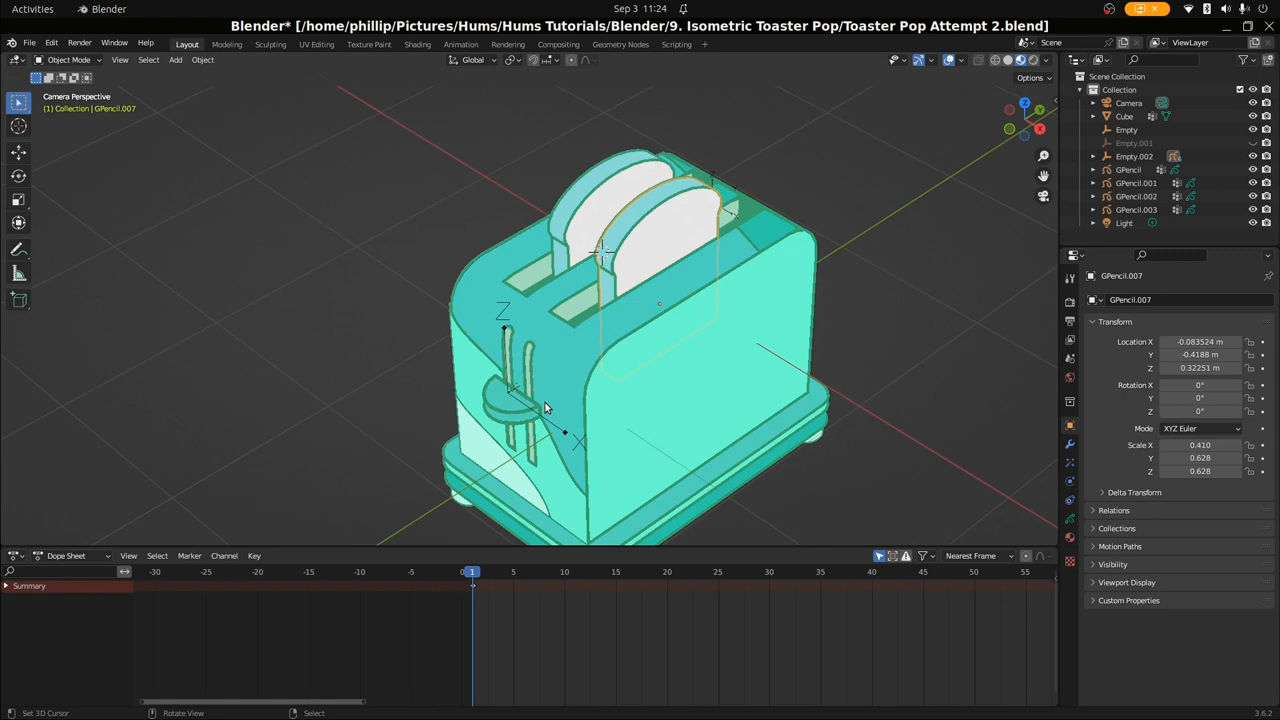 Activities Blender Sep 3 11:24
Blender* [/home/phillip/Pictures/Hums/Hums Tutorials/Blender/9. Isometric Toaster Pop/Toaster Pop Attempt 2.blend]
File Edit Render Window Help Layout Modeling Sculpting UV Editing Texture Paint Shading Animation Rendering Compositing Geometry Nodes Scripting + Scene ViewLayer
Object Mode View Select Add Object Global
Options
Camera Perspective
(1) Collection | GPencil.007
Z
Y
X
Z
X
Scene Collection
Collection
Camera
Cube
Empty
Empty.001
Empty.002
GPencil
GPencil.001
GPencil.002
GPencil.003
Light
GPencil.007
GPencil.007
Transform
Location X -0.083524 m
Y -0.4188 m
Z 0.32251 m
Rotation X 0°
Y 0°
Z 0°
Mode XYZ Euler
Scale X 0.410
Y 0.628
Z 0.628
Delta Transform
Relations
Collections
Motion Paths
Visibility
Viewport Display
Custom Properties
Dope Sheet View Select Marker Channel Key Nearest Frame
-30 -25 -20 -15 -10 -5 0 1 5 10 15 20 25 30 35 40 45 50 55
Summary
Set 3D Cursor Rotate View Select 3.6.2